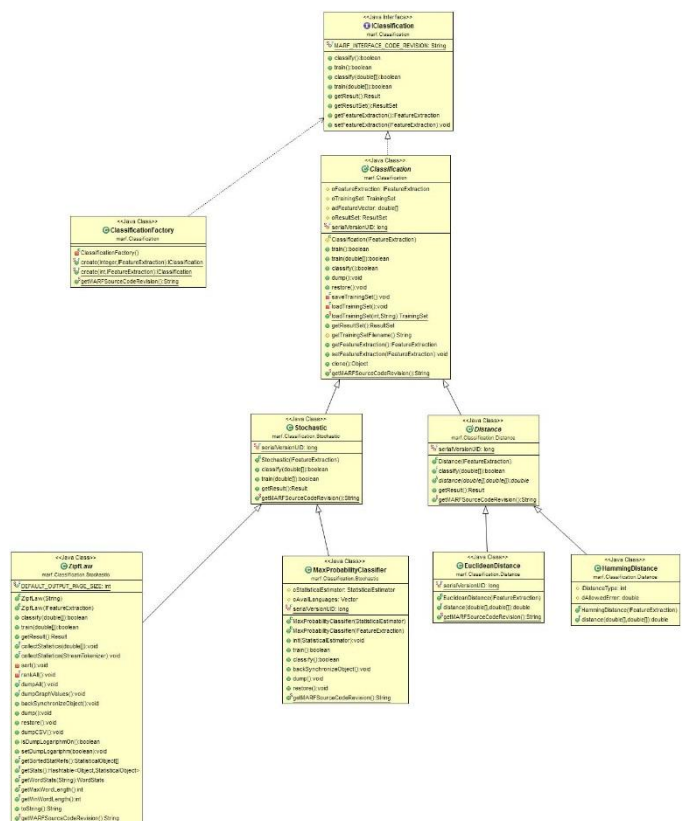 <<Java Interface>>
IClassification
marf.Classification
MARF_INTERFACE_CODE_REVISION: String
classify():boolean
train():boolean
classify(double[]):boolean
train(double[]):boolean
getResult():Result
getResultSet():ResultSet
getFeatureExtraction():IFeatureExtraction
setFeatureExtraction(IFeatureExtraction):void
<<Java Class>>
Classification
marf.Classification
oFeatureExtraction: IFeatureExtraction
oTrainingSet: TrainingSet
adFeatureVector: double[]
oResultSet: ResultSet
serialVersionUID: long
Classification(IFeatureExtraction)
train():boolean
train(double[]):boolean
classify():boolean
dump():void
restore():void
saveTrainingSet():void
loadTrainingSet():void
loadTrainingSet(int,String):TrainingSet
getResultSet():ResultSet
getTrainingSetFilename():String
getFeatureExtraction():IFeatureExtraction
setFeatureExtraction(IFeatureExtraction):void
clone():Object
getMARFSourceCodeRevision():String
<<Java Class>>
ClassificationFactory
marf.Classification
ClassificationFactory()
create(Integer,IFeatureExtraction):IClassification
create(int,IFeatureExtraction):IClassification
getMARFSourceCodeRevision():String
<<Java Class>>
Stochastic
marf.Classification.Stochastic
serialVersionUID: long
Stochastic(IFeatureExtraction)
classify(double[]):boolean
train(double[]):boolean
getResult():Result
getMARFSourceCodeRevision():String
<<Java Class>>
Distance
marf.Classification.Distance
serialVersionUID: long
Distance(IFeatureExtraction)
classify(double[]):boolean
distance(double[],double[]):double
getResult():Result
getMARFSourceCodeRevision():String
<<Java Class>>
ZipfLaw
marf.Classification.Stochastic
DEFAULT_OUTPUT_PAGE_SIZE: int
ZipfLaw(String)
ZipfLaw(IFeatureExtraction)
classify(double[]):boolean
train(double[]):boolean
getResult():Result
collectStatistics(double[]):void
collectStatistics(StreamTokenizer):void
sort():void
rankAll():void
dumpAll():void
dumpGraphValues():void
backSynchronizeObject():void
dump():void
restore():void
dumpCSV():void
isDumpLogariphmOn():boolean
setDumpLogariphm(boolean):void
getSortedStatRefs():StatisticalObject[]
getStats():Hashtable<Object,StatisticalObject>
getWordStats(String):WordStats
getMaxWordLength():int
getMinWordLength():int
toString():String
getMARFSourceCodeRevision():String
<<Java Class>>
MaxProbabilityClassifier
marf.Classification.Stochastic
oStatisticalEstimator: StatisticalEstimator
oAvailLanguages: Vector
serialVersionUID: long
MaxProbabilityClassifier(StatisticalEstimator)
MaxProbabilityClassifier(IFeatureExtraction)
init(StatisticalEstimator):void
train():boolean
classify():boolean
backSynchronizeObject():void
dump():void
restore():void
getMARFSourceCodeRevision():String
<<Java Class>>
EuclideanDistance
marf.Classification.Distance
serialVersionUID: long
EuclideanDistance(IFeatureExtraction)
distance(double[],double[]):double
getMARFSourceCodeRevision():String
<<Java Class>>
HammingDistance
marf.Classification.Distance
iDistanceType: int
dAllowedError: double
HammingDistance(IFeatureExtraction)
distance(double[],double[]):double